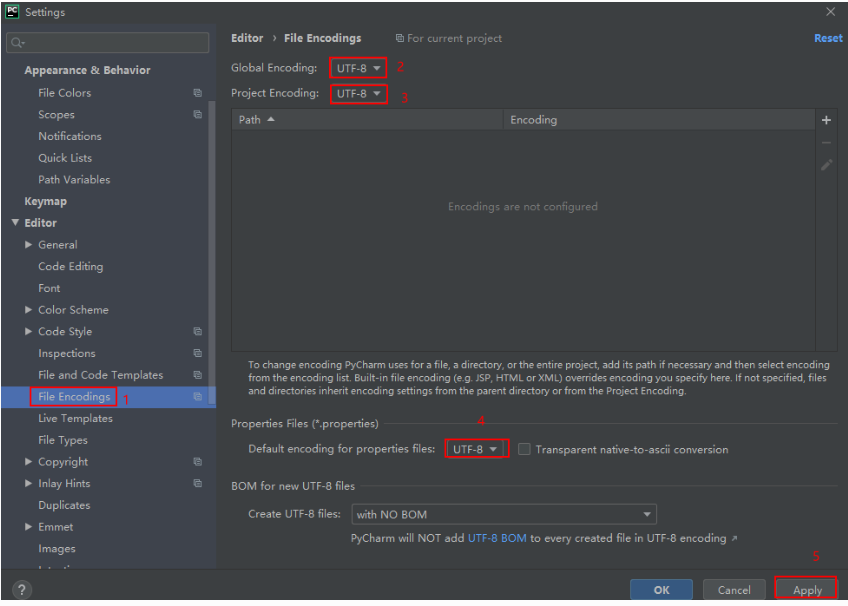 PC Settings
Appearance & Behavior
File Colors
Scopes
Notifications
Quick Lists
Path Variables
Keymap
Editor
General
Code Editing
Font
Color Scheme
Code Style
Inspections
File and Code Templates
File Encodings 1
Live Templates
File Types
Copyright
Inlay Hints
Duplicates
Emmet
Images
?
Editor › File Encodings For current project Reset
Global Encoding: UTF-8 2
Project Encoding: UTF-8 3
Path Encoding
Encodings are not configured
To change encoding PyCharm uses for a file, a directory, or the entire project, add its path if necessary and then select encoding
from the encoding list. Built-in file encoding (e.g. JSP, HTML or XML) overrides encoding you specify here. If not specified, files
and directories inherit encoding settings from the parent directory or from the Project Encoding.
Properties Files (*.properties) 4
Default encoding for properties files: UTF-8 Transparent native-to-ascii conversion
BOM for new UTF-8 files
Create UTF-8 files: with NO BOM
PyCharm will NOT add UTF-8 BOM to every created file in UTF-8 encoding ↗
5
OK Cancel Apply